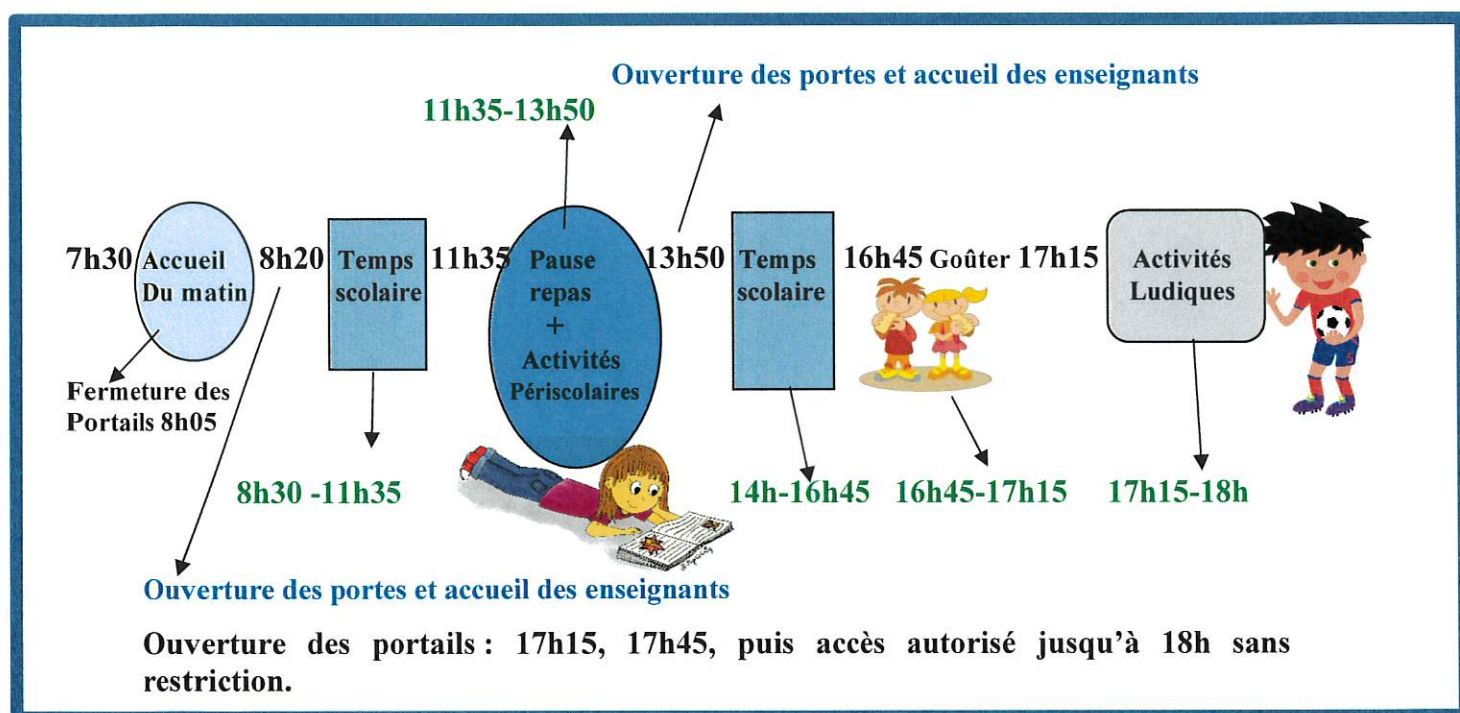 Ouverture des portes et accueil des enseignants
11h35-13h50
7h30 Accueil Du matin 8h20 Temps scolaire 11h35 Pause repas + Activités Périscolaires 13h50 Temps scolaire 16h45 Goûter 17h15 Activités Ludiques
Fermeture des
Portails 8h05
8h30 -11h35
14h-16h45
16h45-17h15
17h15-18h
Ouverture des portes et accueil des enseignants
Ouverture des portails : 17h15, 17h45, puis accès autorisé jusqu'à 18h sans
restriction.